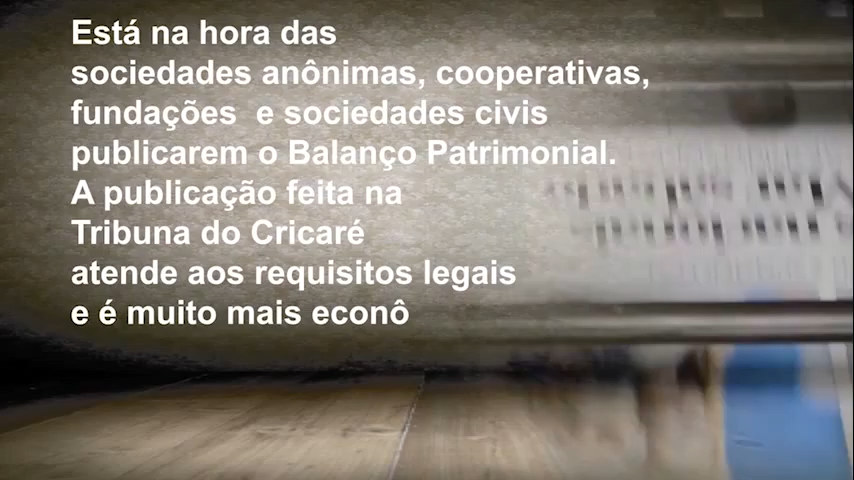 Está na hora das
sociedades anônimas, cooperativas,
fundações e sociedades civis
publicarem o Balanço Patrimonial.
A publicação feita na
Tribuna do Cricaré
atende aos requisitos legais
e é muito mais econô